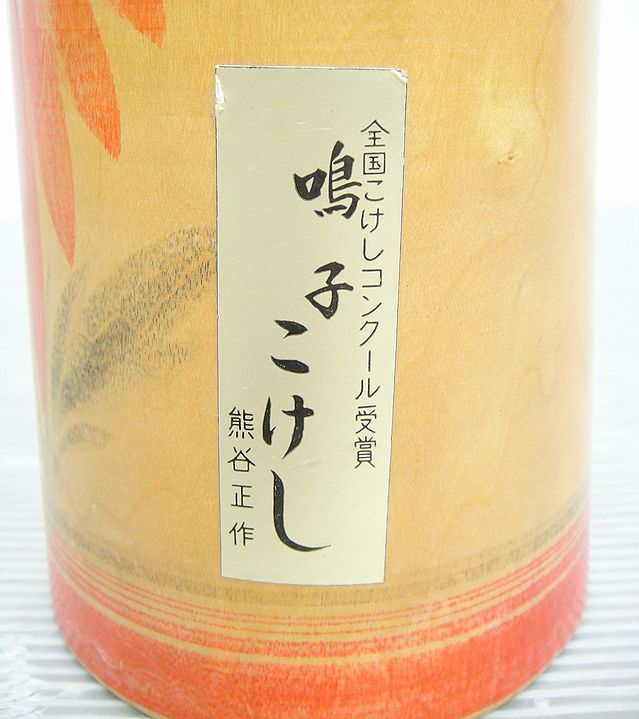 全国こけしコンクール受賞
鳴子こけし
熊谷正作